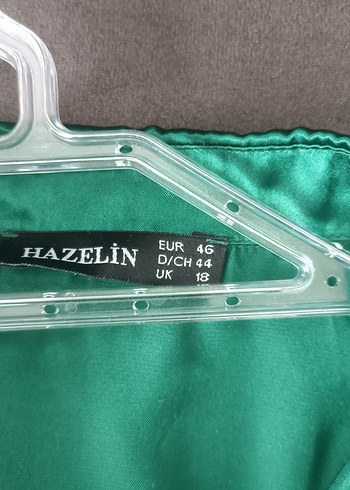 HAZELİN
EUR 46
D/CH 44
UK 18